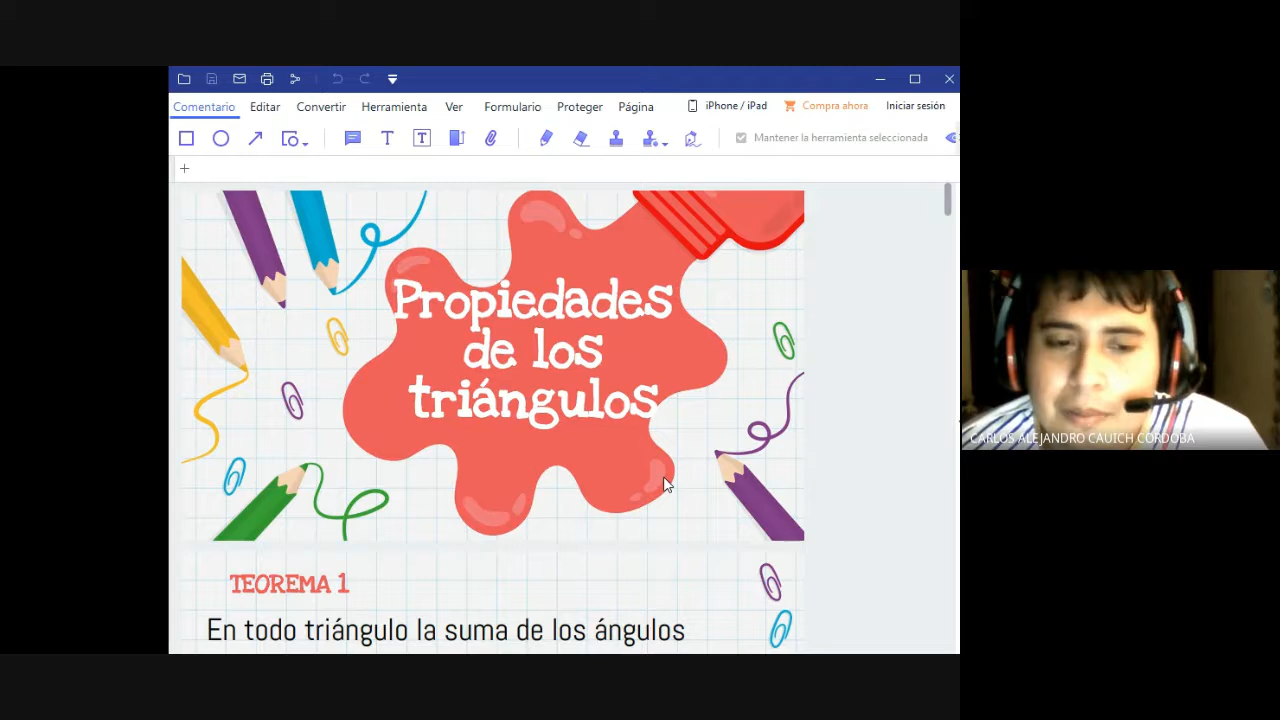 Comentario Editar Convertir Herramienta Ver Formulario Proteger Página iPhone / iPad Compra ahora Iniciar sesión
Mantener la herramienta seleccionada
Propiedades
de los
triángulos
TEOREMA 1
En todo triángulo la suma de los ángulos
CARLOS ALEJANDRO CAUICH CORDOBA